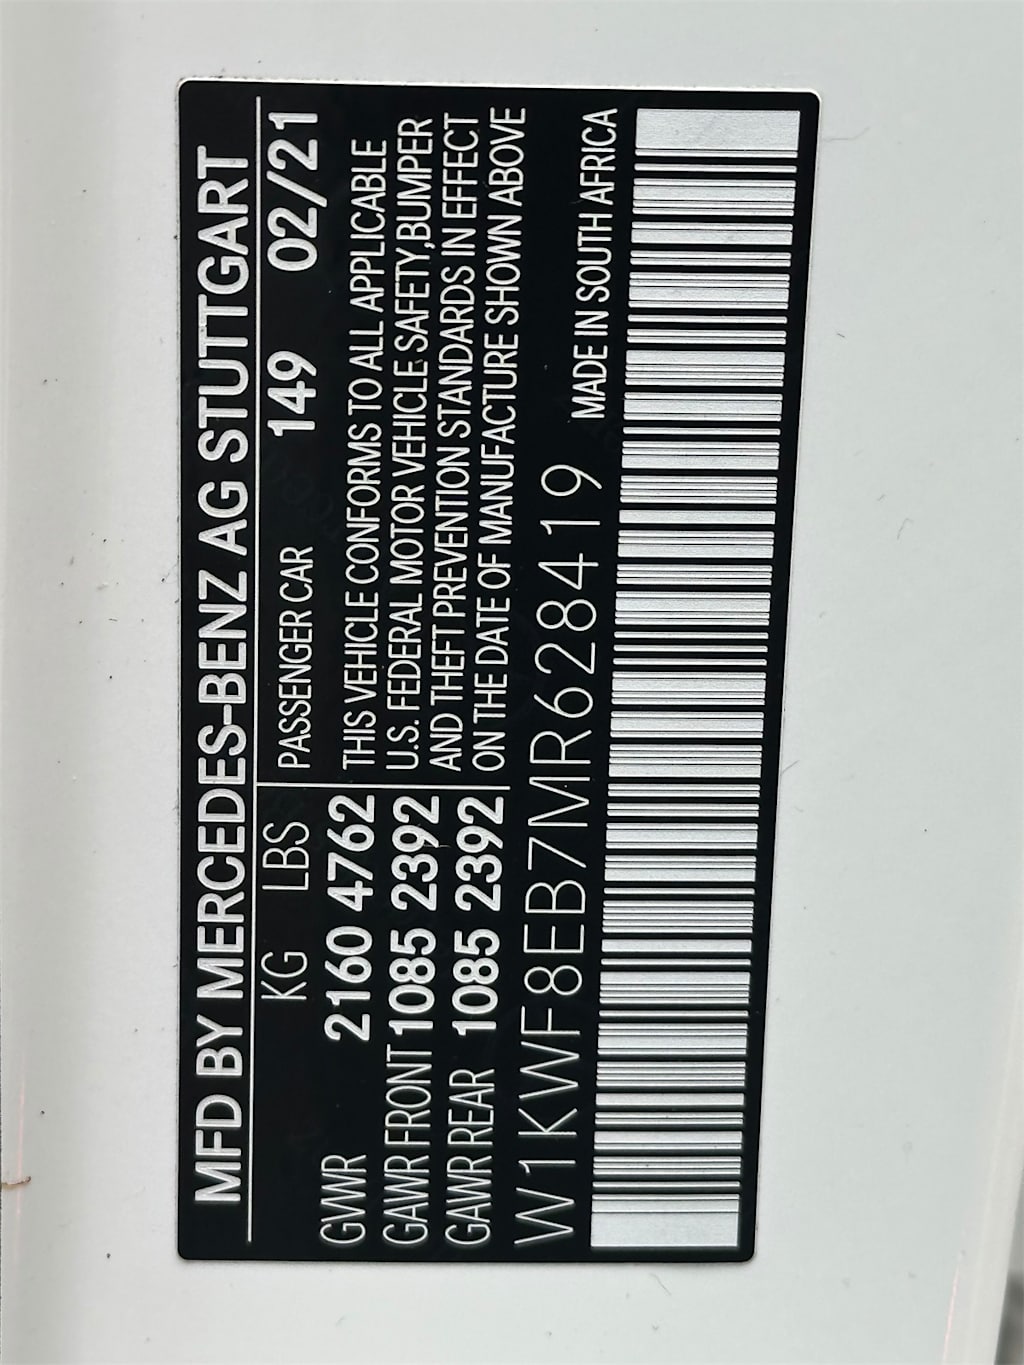 MFD BY MERCEDES-BENZ AG STUTTGART
KG LBS
GVWR 2160 4762
GAWR FRONT 1085 2392
GAWR REAR 1085 2392
PASSENGER CAR 149 02/21
THIS VEHICLE CONFORMS TO ALL APPLICABLE
U.S. FEDERAL MOTOR VEHICLE SAFETY,BUMPER
AND THEFT PREVENTION STANDARDS IN EFFECT
ON THE DATE OF MANUFACTURE SHOWN ABOVE
W1KWF8EB7MR628419
MADE IN SOUTH AFRICA